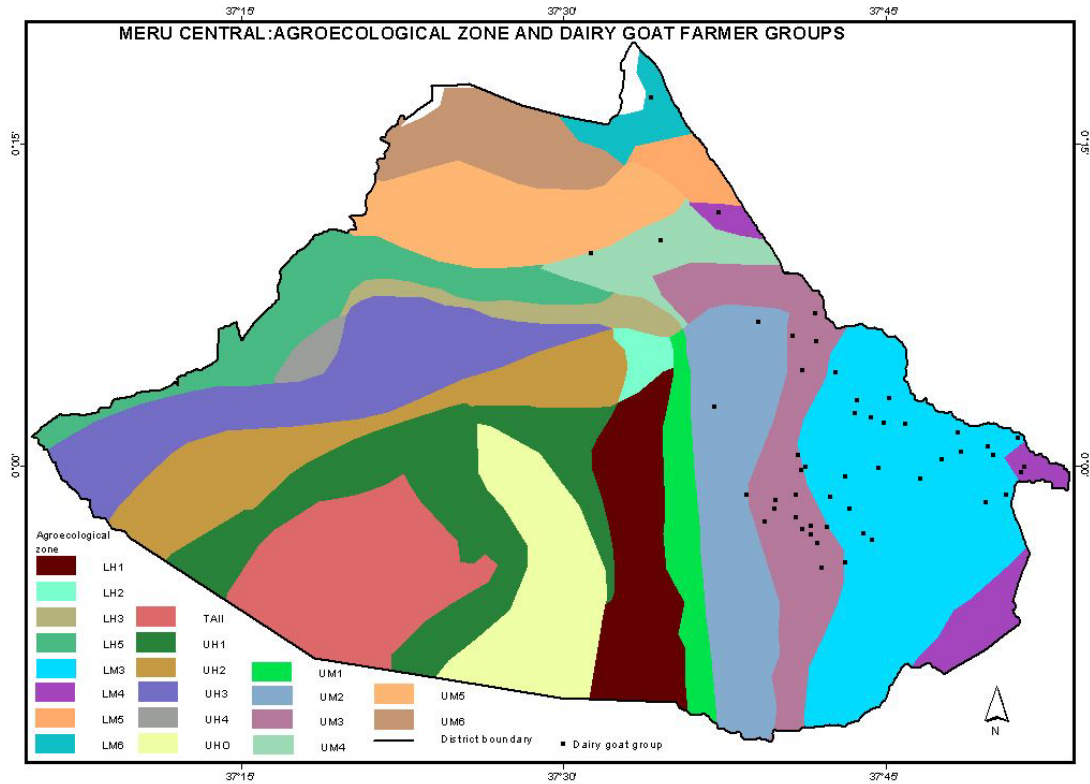 37°15'
37°30'
37°45'
MERU CENTRAL:AGROECOLOGICAL ZONE AND DAIRY GOAT FARMER GROUPS
0°15'
0°15'
0°00'
0°00'
Agroecological
zone
LH1
LH2
LH3
LH5
LM3
LM4
LM5
LM6
TAII
UH1
UH2
UH3
UH4
UHO
UM1
UM2
UM3
UM4
UM5
UM6
District boundary
Dairy goat group
N
37°15'
37°30'
37°45'